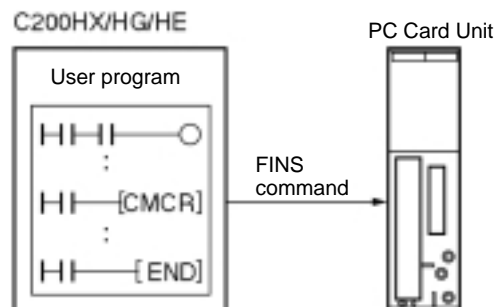 C200HX/HG/HE
PC Card Unit
User program
FINS
command
[CMCR]
[END]